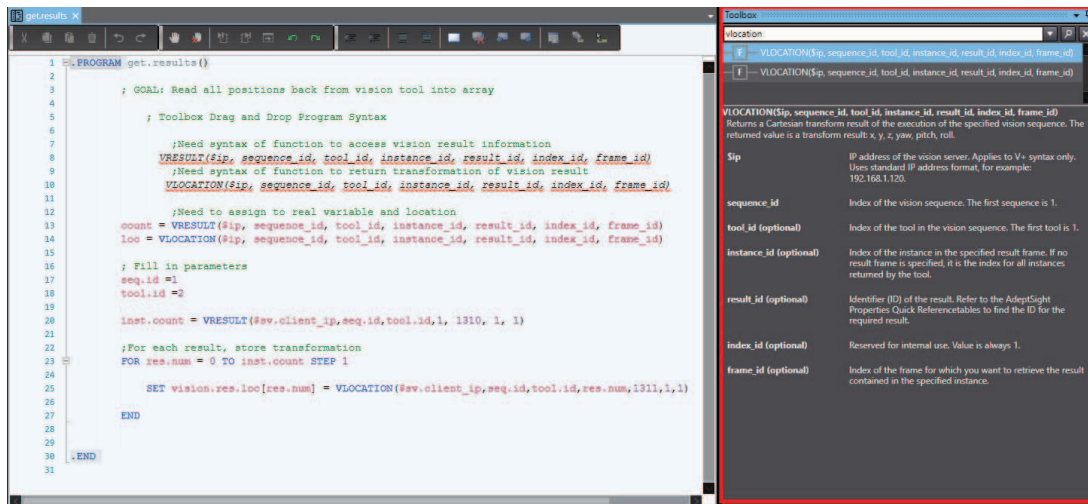 get.results
1 .PROGRAM get.results()
2
3 ; GOAL: Read all positions back from vision tool into array
4
5 ; Toolbox Drag and Drop Program Syntax
6
7 ;Need syntax of function to access vision result information
8 VRESULT($ip, sequence_id, tool_id, instance_id, result_id, index_id, frame_id)
9 ;Need syntax of function to return transformation of vision result
10 VLOCATION($ip, sequence_id, tool_id, instance_id, result_id, index_id, frame_id)
11
12 ;Need to assign to real variable and location
13 count = VRESULT($ip, sequence_id, tool_id, instance_id, result_id, index_id, frame_id)
14 loc = VLOCATION($ip, sequence_id, tool_id, instance_id, result_id, index_id, frame_id)
15
16 ; Fill in parameters
17 seq.id =1
18 tool.id =2
19
20 inst.count = VRESULT($sv.client_ip,seq.id,tool.id,1, 1310, 1, 1)
21
22 ;For each result, store transformation
23 FOR res.num = 0 TO inst.count STEP 1
24
25 SET vision.res.loc[res.num] = VLOCATION($sv.client_ip,seq.id,tool.id,res.num,1311,1,1)
26
27 END
28
29
30 .END
31
Toolbox
vlocation
F VLOCATION($ip, sequence_id, tool_id, instance_id, result_id, index_id, frame_id)
F VLOCATION($ip, sequence_id, tool_id, instance_id, result_id, index_id, frame_id)
VLOCATION($ip, sequence_id, tool_id, instance_id, result_id, index_id, frame_id)
Returns a Cartesian transform result of the execution of the specified vision sequence. The
returned value is a transform result: x, y, z, yaw, pitch, roll.
$ip IP address of the vision server. Applies to V+ syntax only.
Uses standard IP address format, for example:
192.168.1.120.
sequence_id Index of the vision sequence. The first sequence is 1.
tool_id (optional) Index of the tool in the vision sequence. The first tool is 1.
instance_id (optional) Index of the instance in the specified result frame. If no
result frame is specified, it is the index for all instances
returned by the tool.
result_id (optional) Identifier (ID) of the result. Refer to the AdeptSight
Properties Quick Referencetables to find the ID for the
required result.
index_id (optional) Reserved for internal use. Value is always 1.
frame_id (optional) Index of the frame for which you want to retrieve the result
contained in the specified instance.